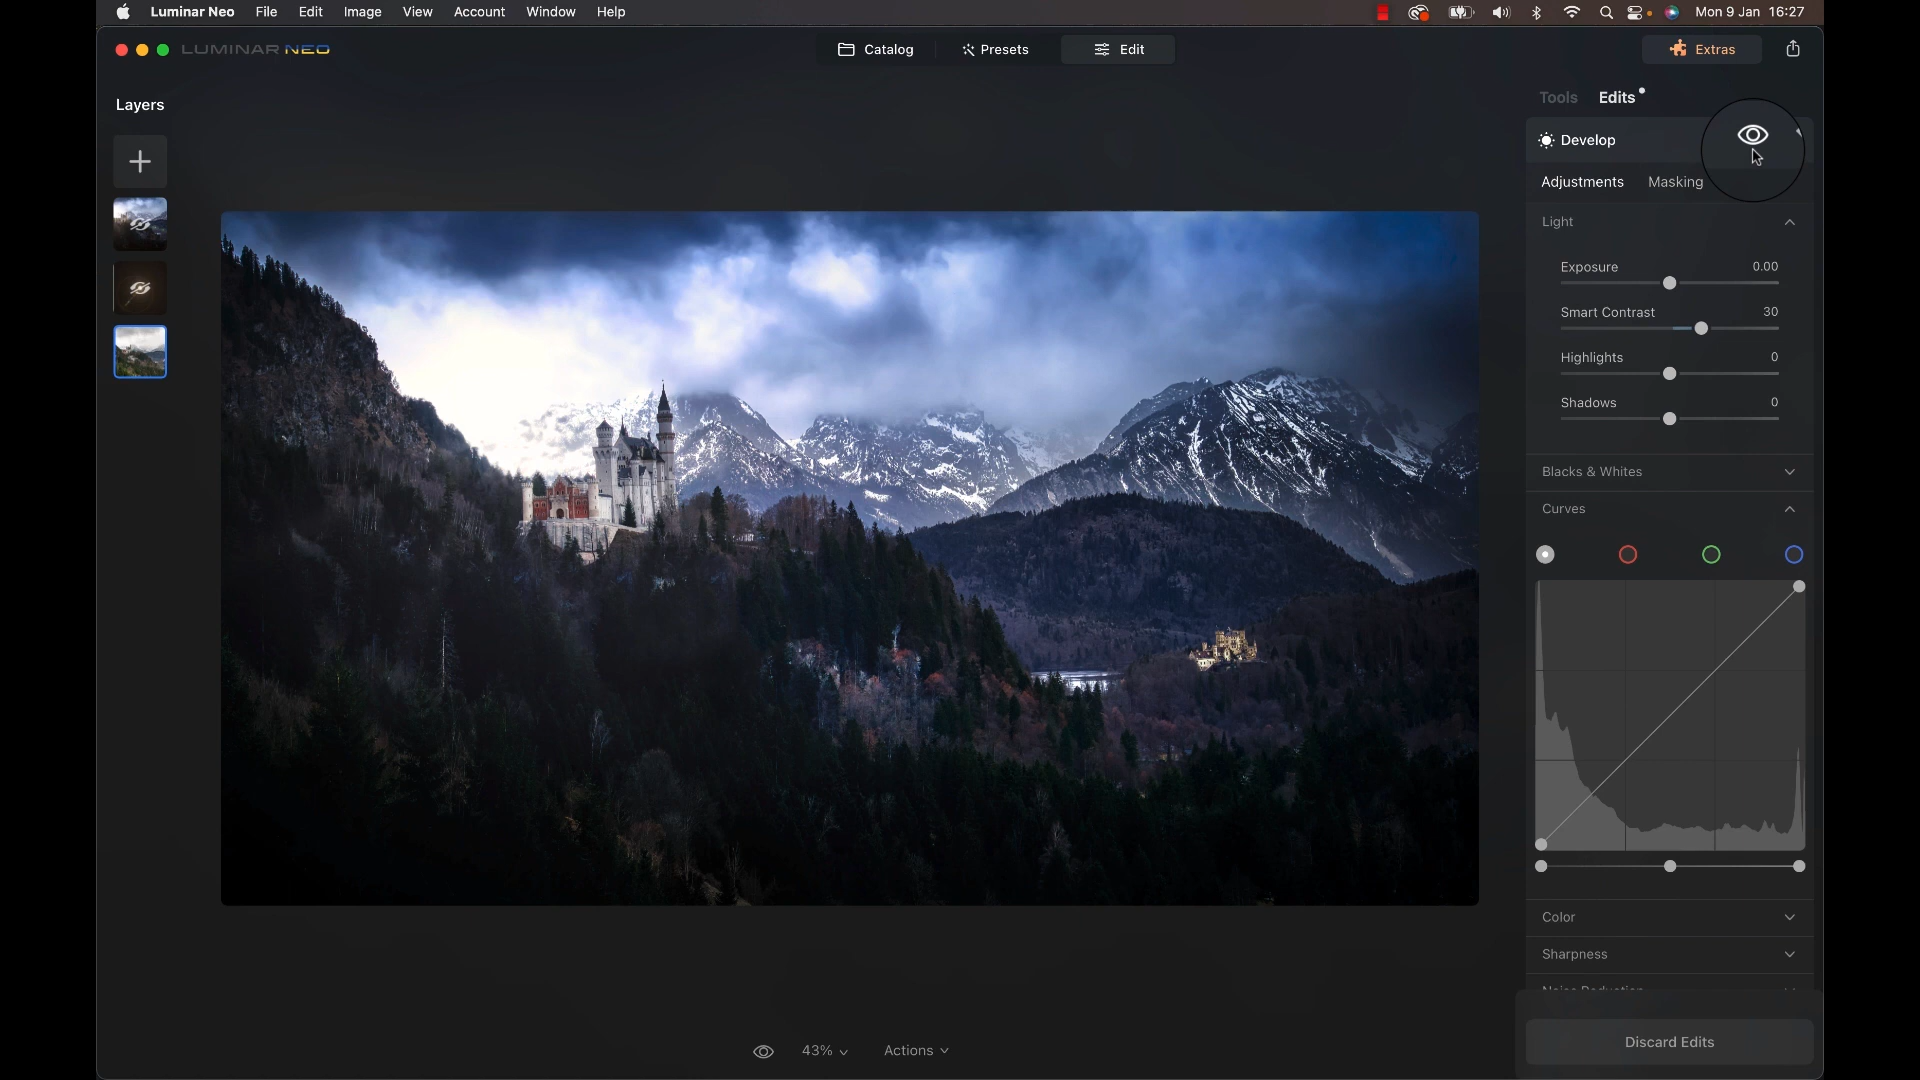 Luminar Neo File Edit Image View Account Window Help Mon 9 Jan 16:27
LUMINAR NEO Catalog Presets Edit Extras
Layers
Tools Edits
Develop
Adjustments Masking
Light
Exposure 0.00
Smart Contrast 30
Highlights 0
Shadows 0
Blacks & Whites
Curves
Color
Sharpness
Noise Reduction
Discard Edits
43% Actions